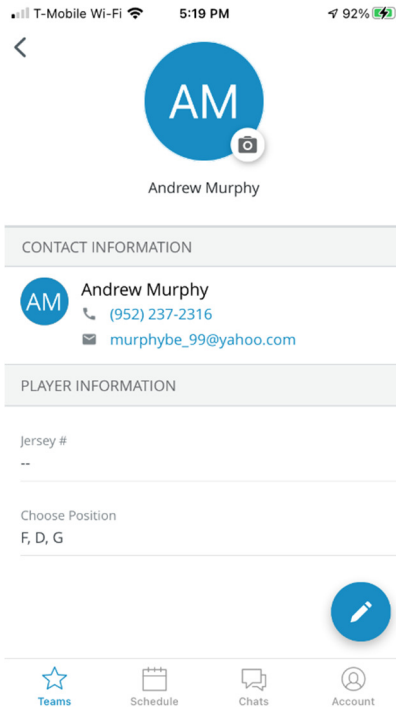 T-Mobile Wi-Fi 5:19 PM 92%
AM
Andrew Murphy
CONTACT INFORMATION
AM Andrew Murphy
(952) 237-2316
murphybe_99@yahoo.com
PLAYER INFORMATION
Jersey #
--
Choose Position
F, D, G
Teams Schedule Chats Account